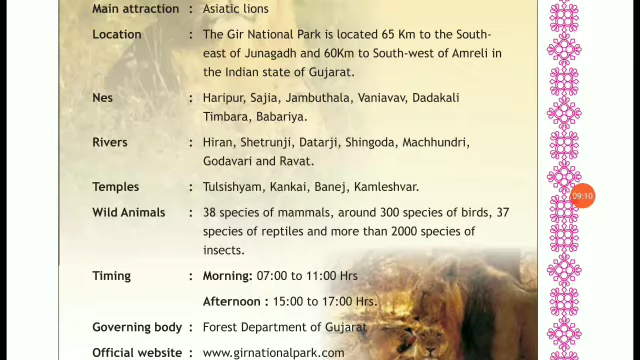 Main attraction : Asiatic lions
Location : The Gir National Park is located 65 Km to the South-
east of Junagadh and 60Km to South-west of Amreli in
the Indian state of Gujarat.
Nes : Haripur, Sajia, Jambuthala, Vaniavav, Dadakali
Timbara, Babariya.
Rivers : Hiran, Shetrunji, Datarji, Shingoda, Machhundri,
Godavari and Ravat.
Temples : Tulsishyam, Kankai, Banej, Kamleshvar.
Wild Animals : 38 species of mammals, around 300 species of birds, 37
species of reptiles and more than 2000 species of
insects.
Timing : Morning: 07:00 to 11:00 Hrs
Afternoon : 15:00 to 17:00 Hrs.
Governing body : Forest Department of Gujarat
Official website : www.girnationalpark.com
09:10